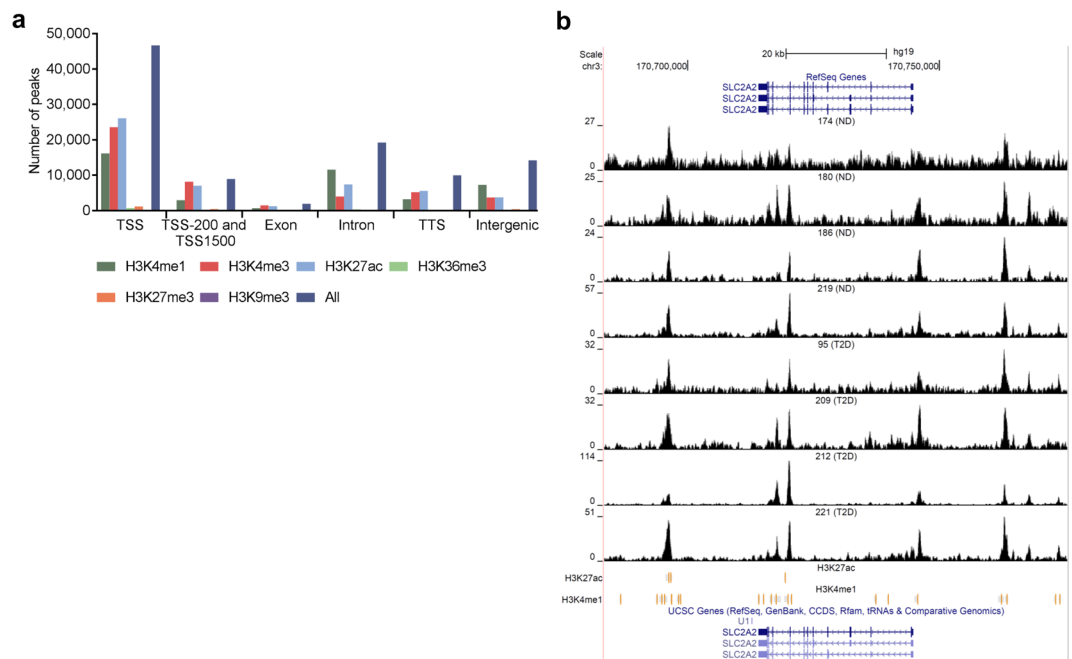 a
50,000
40,000
30,000
20,000
10,000
0
Number of peaks
TSS
TSS-200 and
TSS1500
Exon
Intron
TTS
Intergenic
H3K4me1
H3K4me3
H3K27ac
H3K36me3
H3K27me3
H3K9me3
All
b
Scale
20 kb
hg19
chr3:
170,700,000
170,750,000
RefSeq Genes
SLC2A2
SLC2A2
SLC2A2
174 (ND)
27
0
180 (ND)
25
0
186 (ND)
24
0
219 (ND)
57
0
95 (T2D)
32
0
209 (T2D)
32
0
212 (T2D)
114
0
221 (T2D)
51
0
H3K27ac
H3K27ac
H3K4me1
H3K4me1
UCSC Genes (RefSeq, GenBank, CCDS, Rfam, tRNAs & Comparative Genomics)
U1
SLC2A2
SLC2A2
SLC2A2